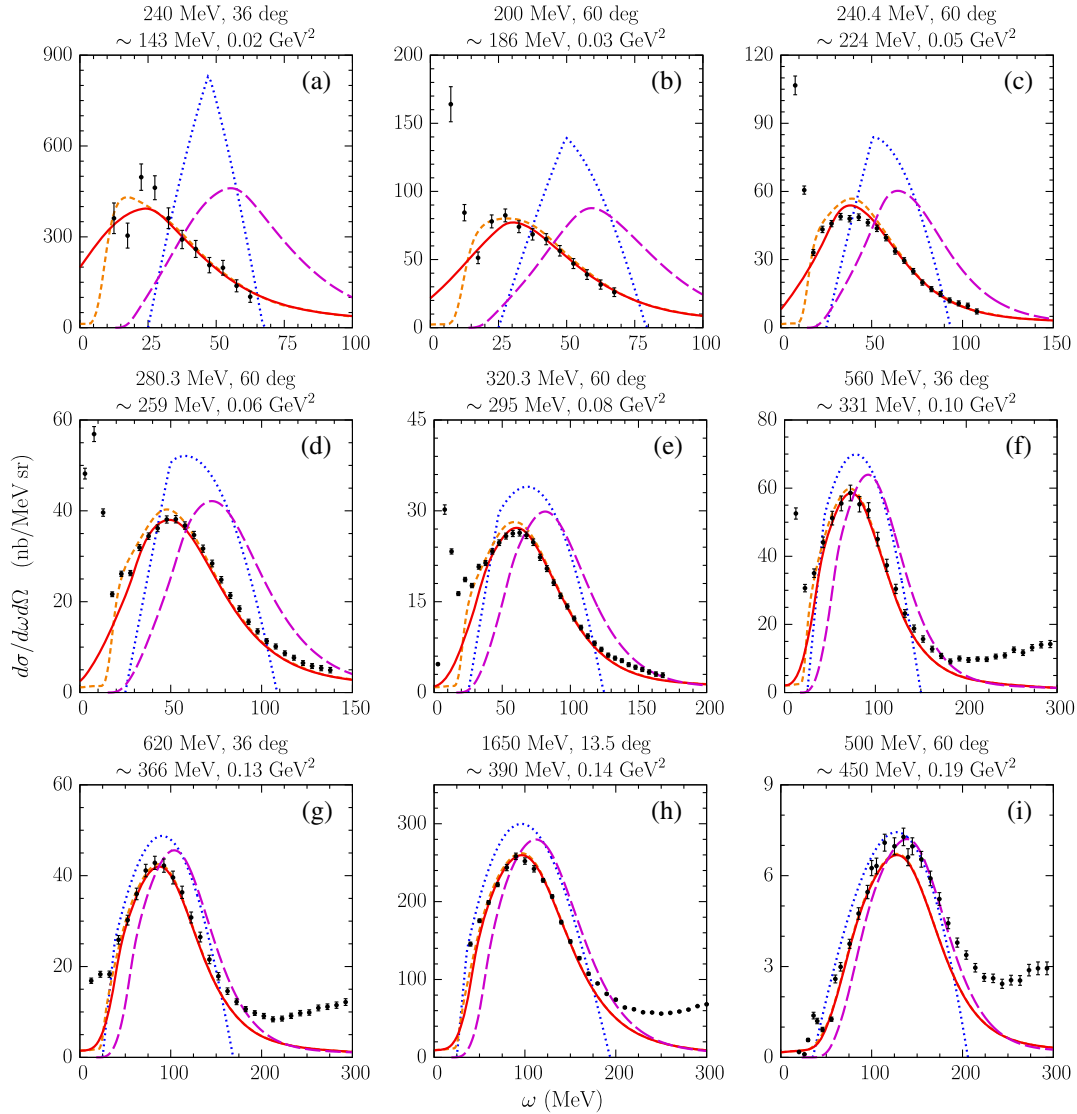 240 MeV, 36 deg
∼ 143 MeV, 0.02 GeV²
200 MeV, 60 deg
∼ 186 MeV, 0.03 GeV²
240.4 MeV, 60 deg
∼ 224 MeV, 0.05 GeV²
(a)
(b)
(c)
900
600
300
0
0 25 50 75 100
200
160
120
80
40
0
0 25 50 75 100
120
90
60
30
0
0 50 100 150
280.3 MeV, 60 deg
∼ 259 MeV, 0.06 GeV²
320.3 MeV, 60 deg
∼ 295 MeV, 0.08 GeV²
560 MeV, 36 deg
∼ 331 MeV, 0.10 GeV²
(d)
(e)
(f)
dσ/dωdΩ (nb/MeV sr)
60
40
20
0
0 50 100 150
45
30
15
0
0 50 100 150 200
80
60
40
20
0
0 100 200 300
620 MeV, 36 deg
∼ 366 MeV, 0.13 GeV²
1650 MeV, 13.5 deg
∼ 390 MeV, 0.14 GeV²
500 MeV, 60 deg
∼ 450 MeV, 0.19 GeV²
(g)
(h)
(i)
60
40
20
0
0 100 200 300
300
200
100
0
0 100 200 300
9
6
3
0
0 100 200 300
ω (MeV)